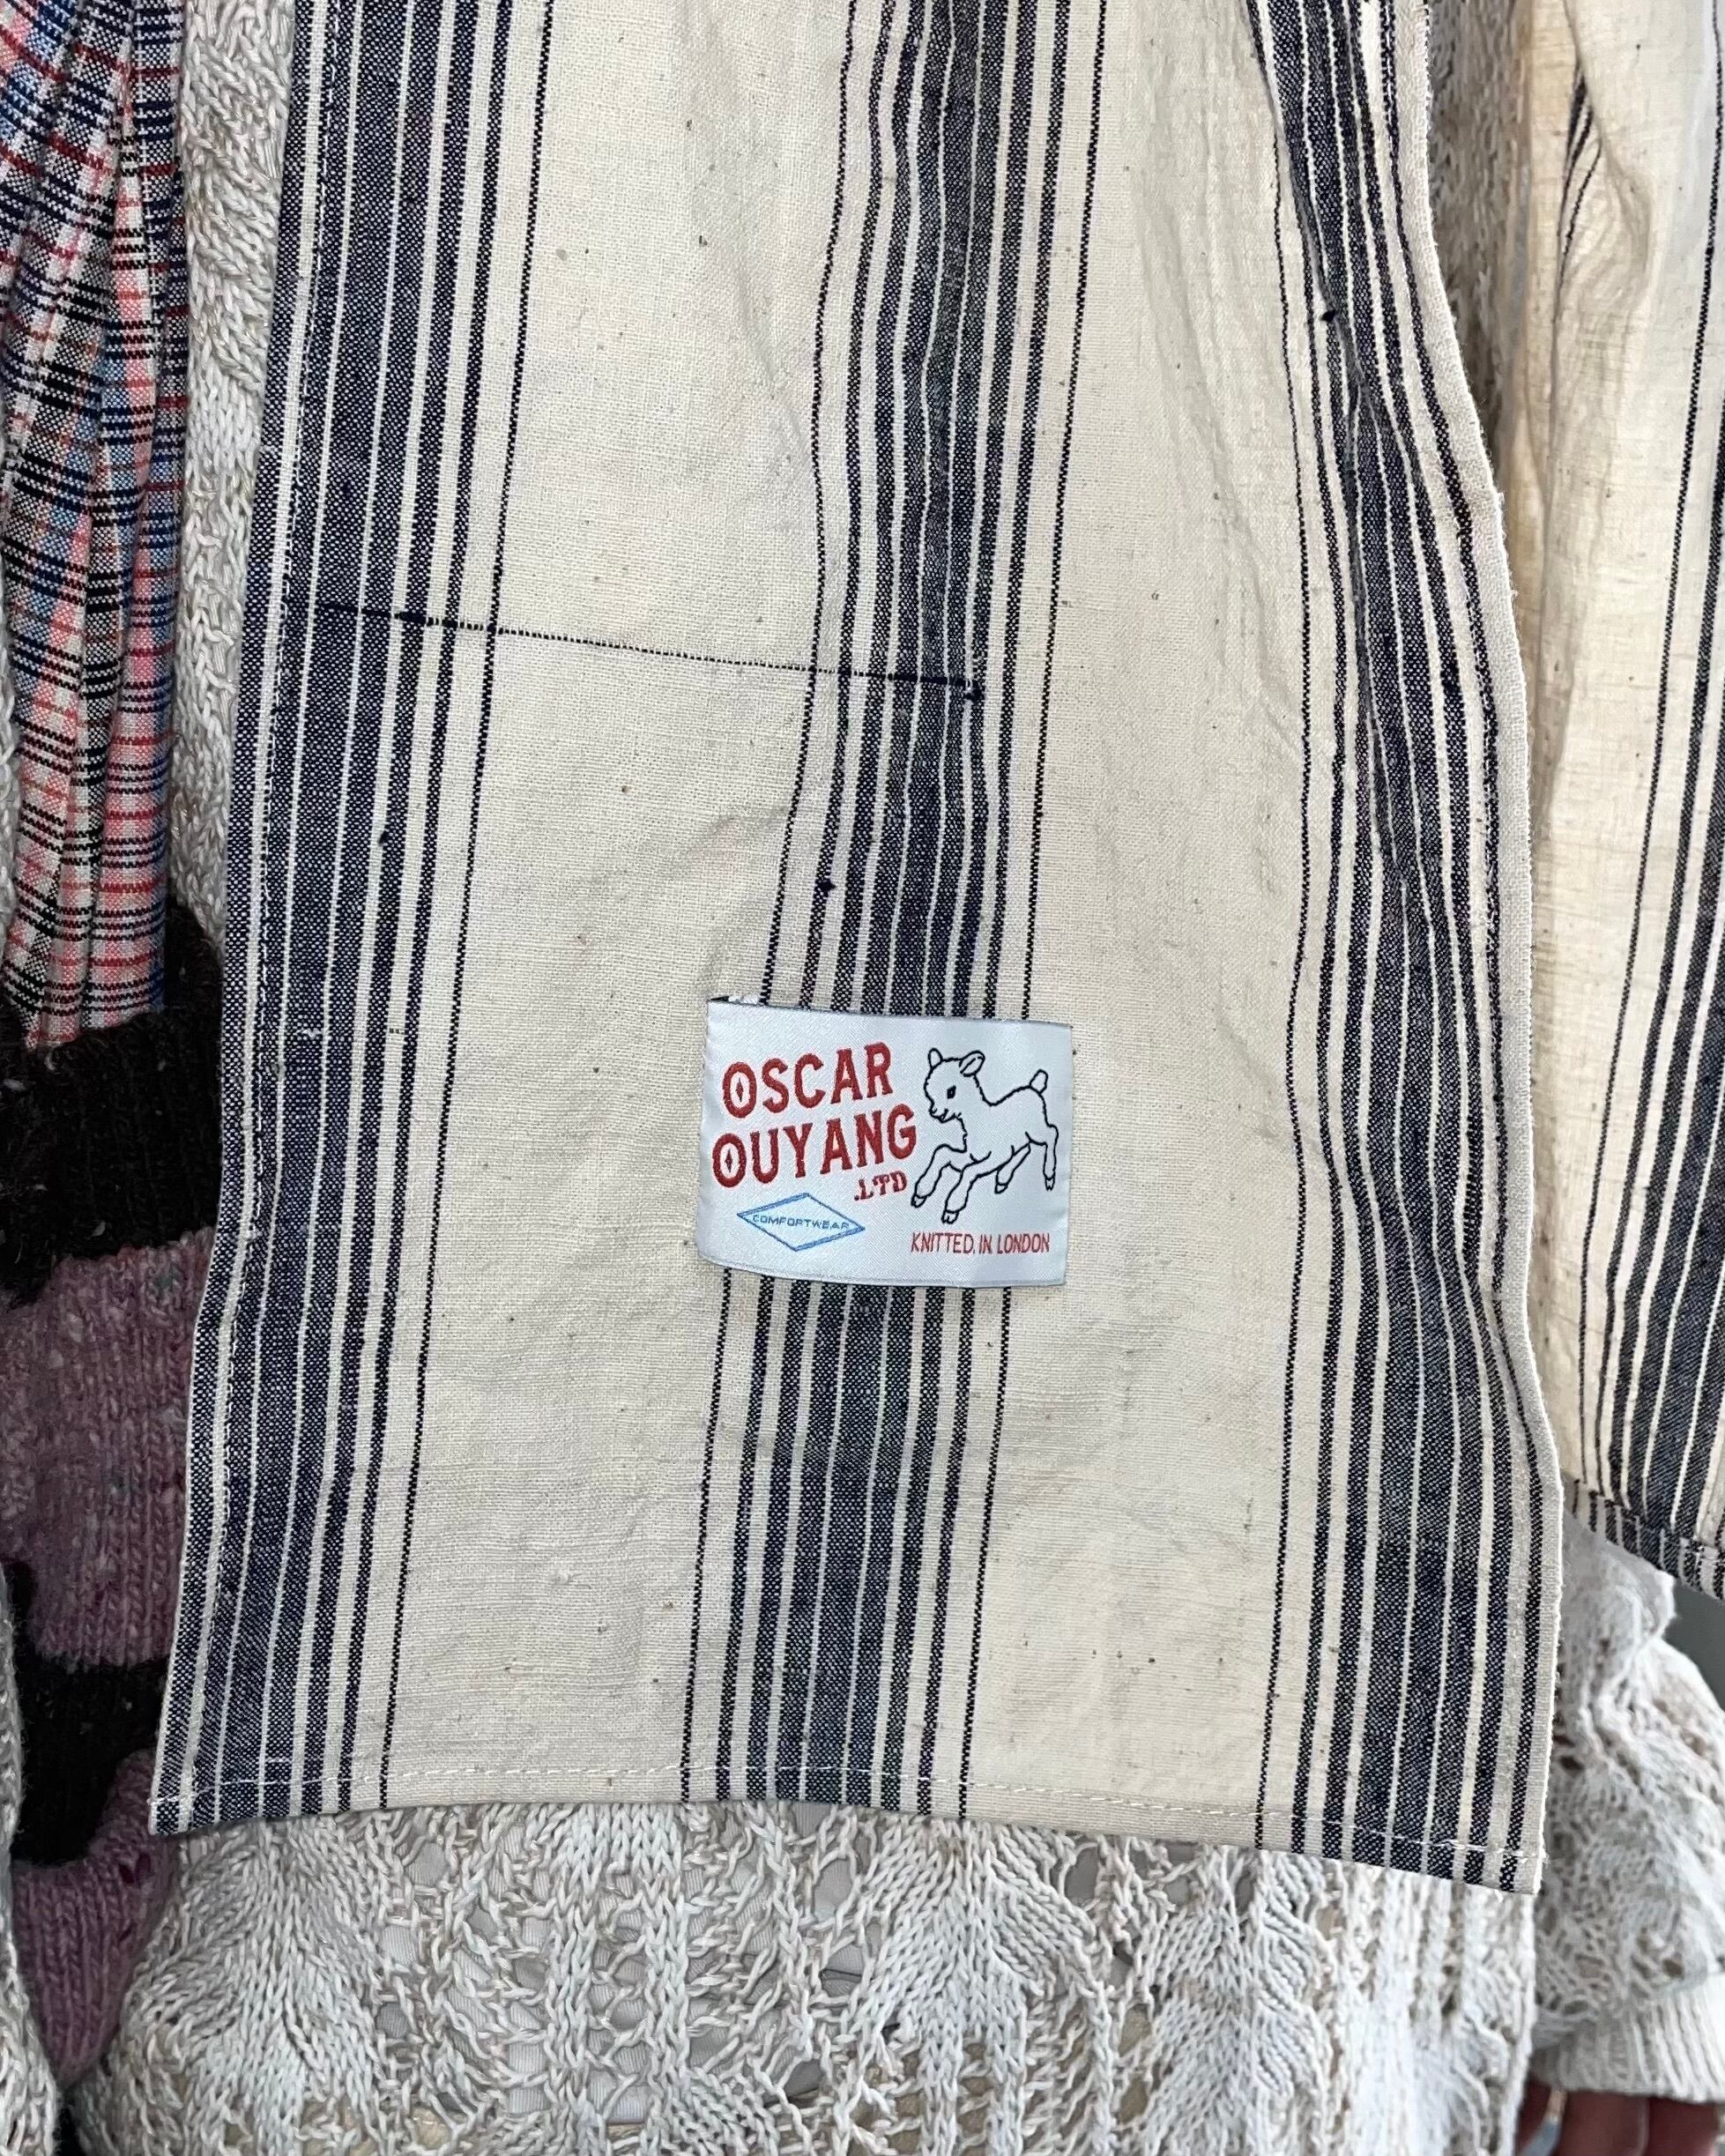 OSCAR
OUYANG
.LTD
COMFORTWEAR
KNITTED. IN. LONDON